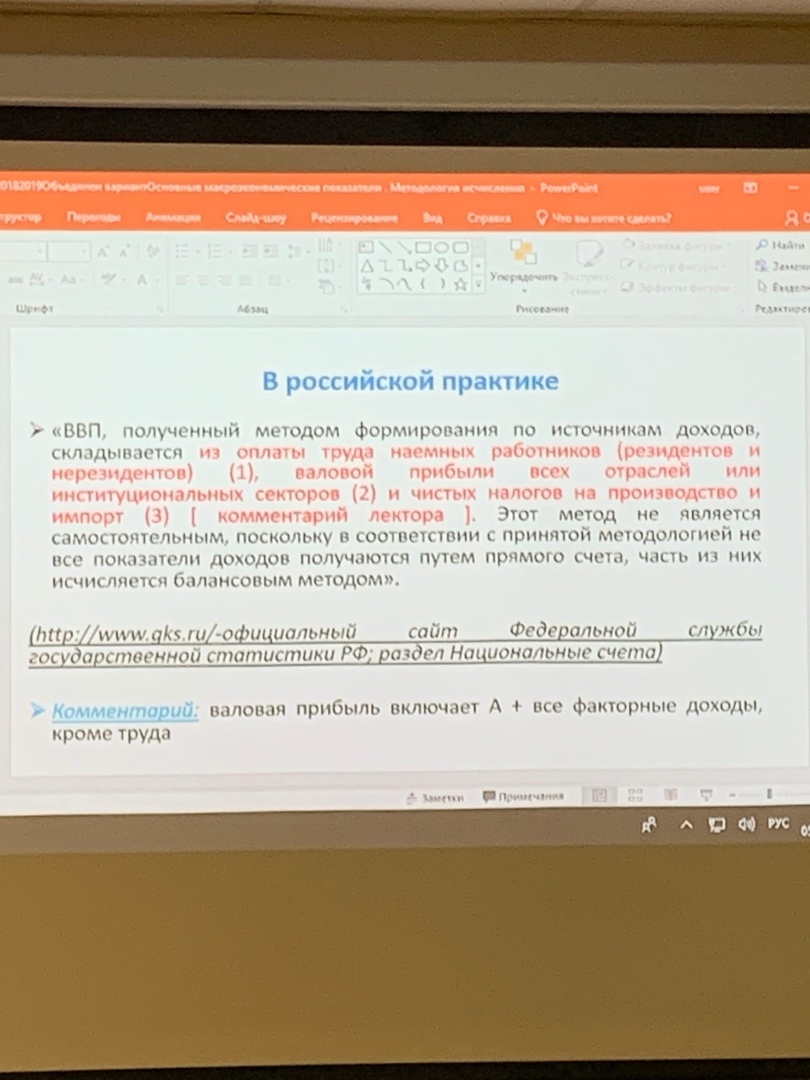 20182019Объединен вариантОсновные макроэкономические показатели . Методология исчисления - PowerPoint user
труктор Переходы Анимация Слайд-шоу Рецензирование Вид Справка Что вы хотите сделать?
Заливка фигуры Найти
Контур фигуры
Упорядочить Экспресс-
стили Эффекты фигуры
Шрифт Абзац Рисование
В российской практике
➢ «ВВП, полученный методом формирования по источникам доходов,
складывается из оплаты труда наемных работников (резидентов и
нерезидентов) (1), валовой прибыли всех отраслей или
институциональных секторов (2) и чистых налогов на производство и
импорт (3) [ комментарий лектора ]. Этот метод не является
самостоятельным, поскольку в соответствии с принятой методологией не
все показатели доходов получаются путем прямого счета, часть из них
исчисляется балансовым методом».
(http://www.gks.ru/-официальный сайт Федеральной службы
государственной статистики РФ; раздел Национальные счета)
➢ Комментарий: валовая прибыль включает А + все факторные доходы,
кроме труда
Заметки Примечания
РУС